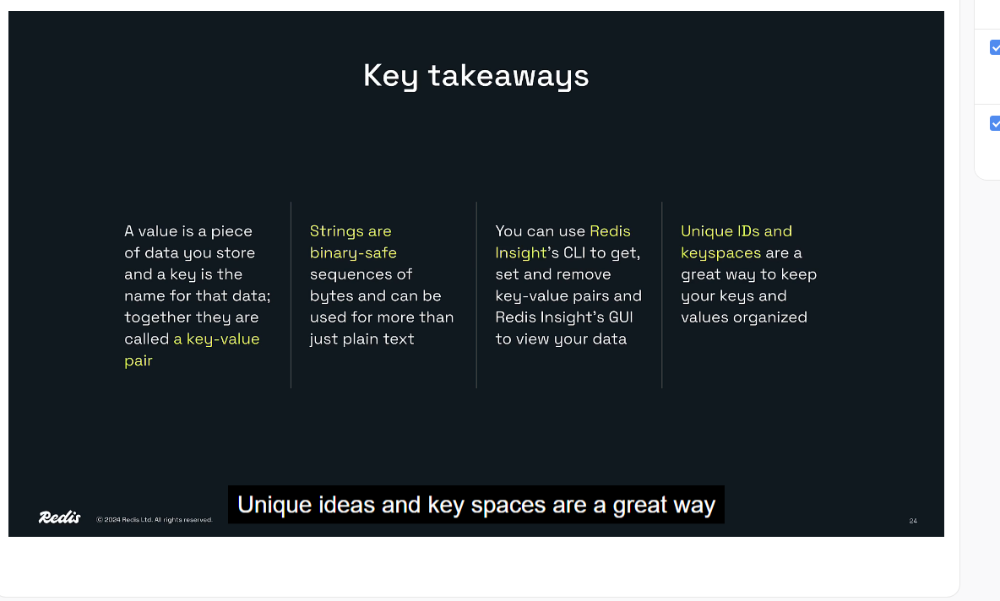 Key takeaways
A value is a piece
of data you store
and a key is the
name for that data;
together they are
called a key-value
pair
Strings are
binary-safe
sequences of
bytes and can be
used for more than
just plain text
You can use Redis
Insight's CLI to get,
set and remove
key-value pairs and
Redis Insight's GUI
to view your data
Unique IDs and
keyspaces are a
great way to keep
your keys and
values organized
Unique ideas and key spaces are a great way
Redis
© 2024 Redis Ltd. All rights reserved.
24